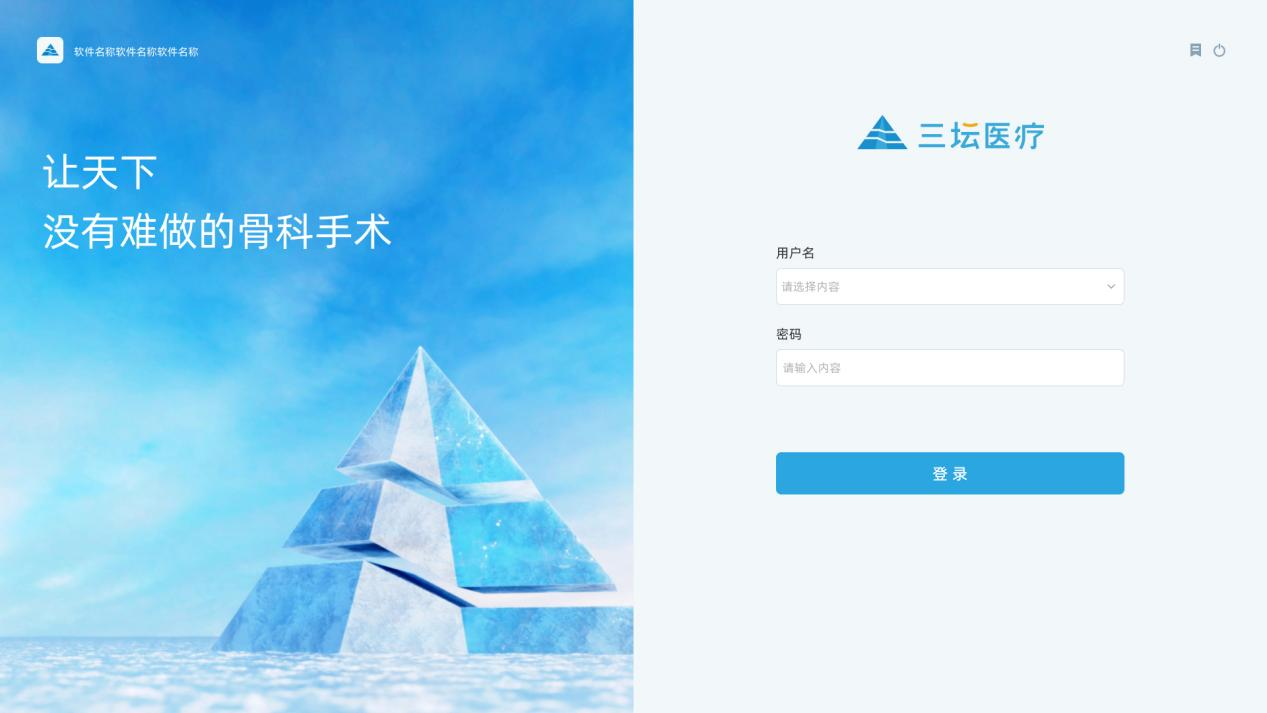 软件名称软件名称软件名称
让天下
没有难做的骨科手术
三坛医疗
用户名
请选择内容
密码
请输入内容
登录